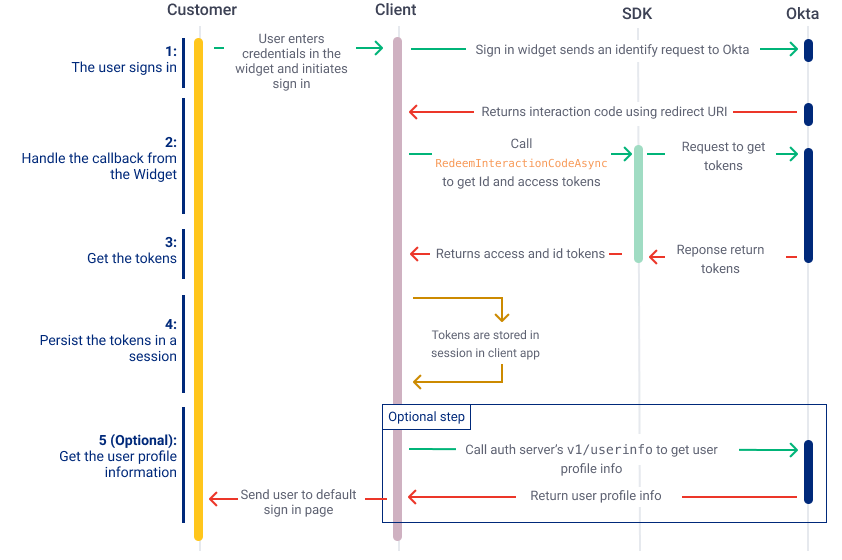 Customer
Client
SDK
Okta
1:
The user signs in
User enters
credentials in the
widget and initiates
sign in
Sign in widget sends an identify request to Okta
2:
Handle the callback from
the Widget
Returns interaction code using redirect URI
Call
RedeemInteractionCodeAsync
to get Id and access tokens
Request to get
tokens
3:
Get the tokens
Returns access and id tokens
Reponse return
tokens
4:
Persist the tokens in a
session
Tokens are stored in
session in client app
5 (Optional):
Get the user profile
information
Optional step
Call auth server's v1/userinfo to get user
profile info
Return user profile info
Send user to default
sign in page